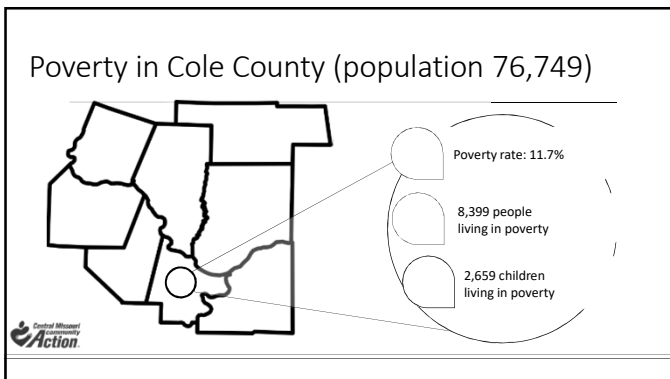 Poverty in Cole County (population 76,749)
Poverty rate: 11.7%
8,399 people
living in poverty
2,659 children
living in poverty
Central Missouri
community
Action